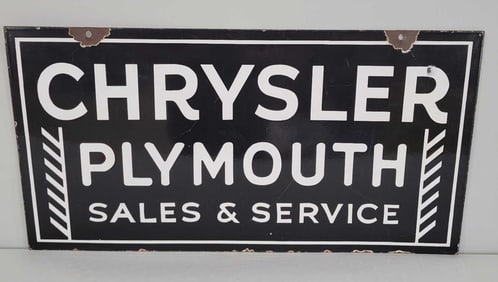 CHRYSLER
PLYMOUTH
SALES & SERVICE